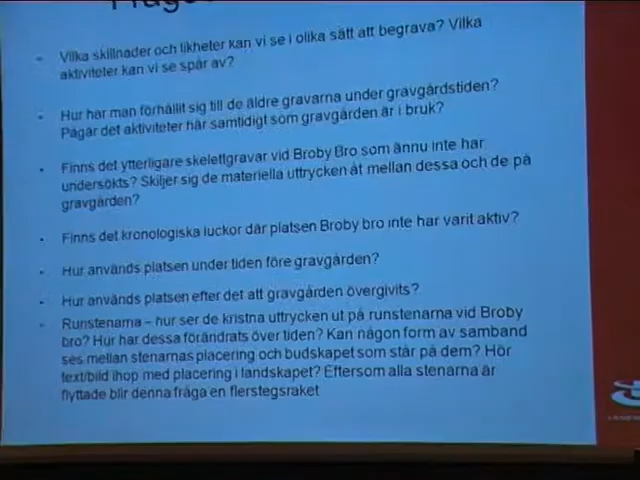 Vilka skillnader och likheter kan vi se i olika sätt att begrava? Vilka
aktiviteter kan vi se spår av?
Hur har man förhållit sig till de äldre gravarna under gravgårdstiden?
Pågår det aktiviteter här samtidigt som gravgården är i bruk?
Finns det ytterligare skelettgravar vid Broby Bro som ännu inte har
undersökts? Skiljer sig de materiella uttrycken åt mellan dessa och de på
gravgården?
Finns det kronologiska luckor där platsen Broby bro inte har varit aktiv?
Hur används platsen under tiden före gravgården?
Hur används platsen efter det att gravgården övergivits?
Runstenarna – hur ser de kristna uttrycken ut på runstenarna vid Broby
bro? Hur har dessa förändrats över tiden? Kan någon form av samband
ses mellan stenarnas placering och budskapet som står på dem? Hör
text/bild ihop med placering i landskapet? Eftersom alla stenarna är
flyttade blir denna fråga en flerstegsraket